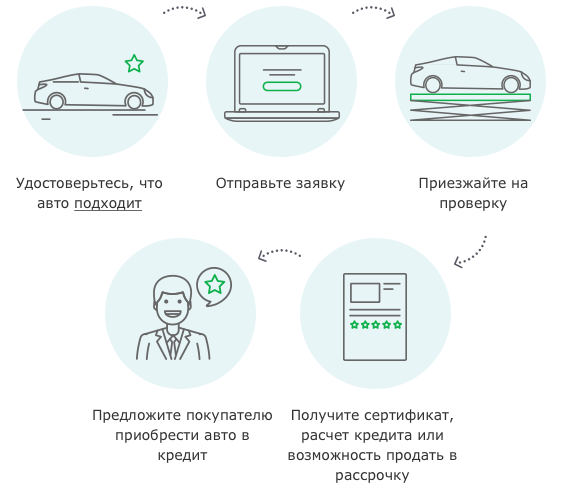 Удостоверьтесь, что
авто подходит
Отправьте заявку
Приезжайте на
проверку
Предложите покупателю
приобрести авто в
кредит
Получите сертификат,
расчет кредита или
возможность продать в
рассрочку